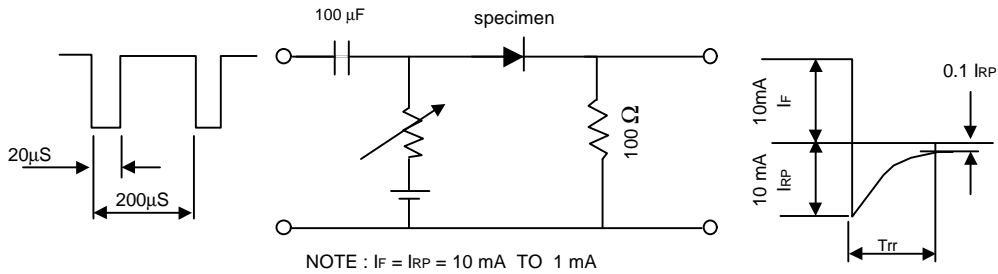 100 µF
specimen
20µS
200µS
100 Ω
10mA
IF
10 mA
IRP
0.1 IRP
Trr
NOTE : IF = IRP = 10 mA TO 1 mA